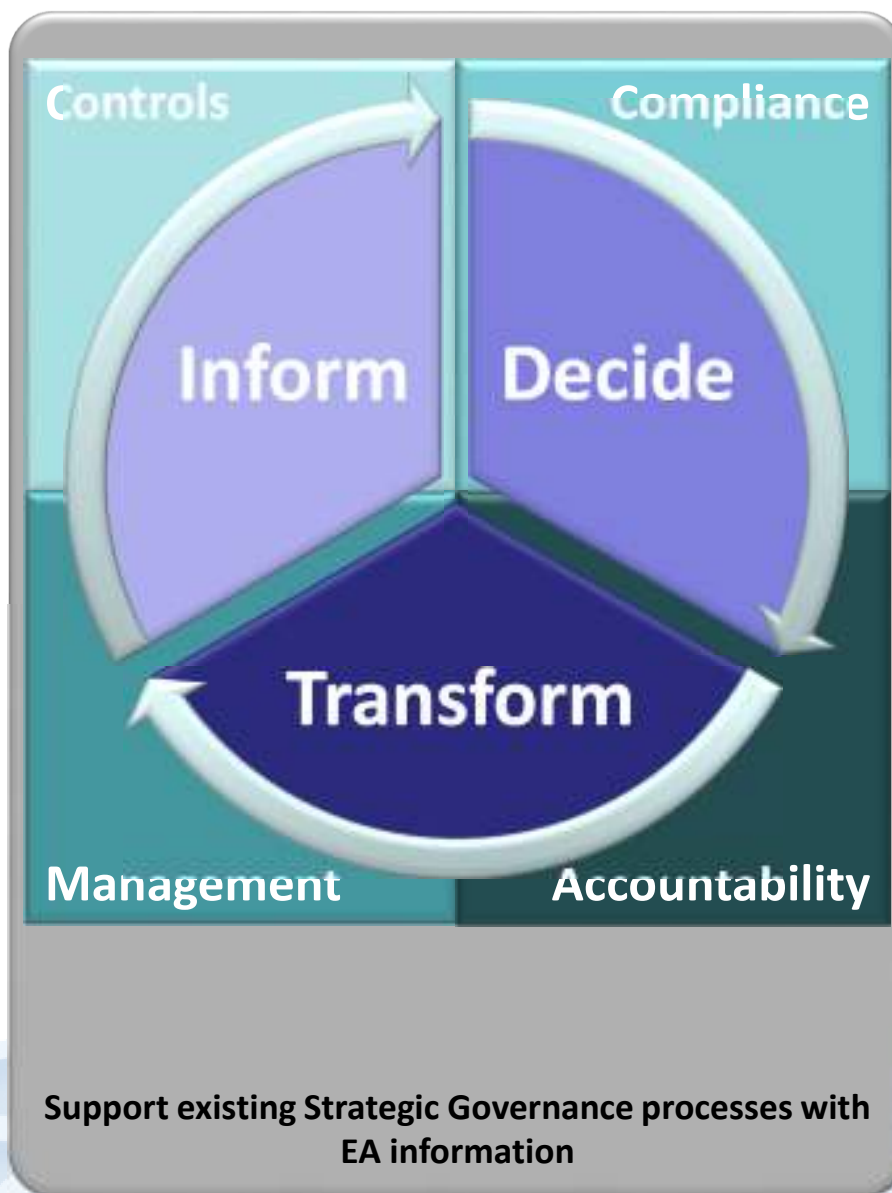 Controls
Compliance
Inform
Decide
Transform
Management
Accountability
Support existing Strategic Governance processes with
EA information